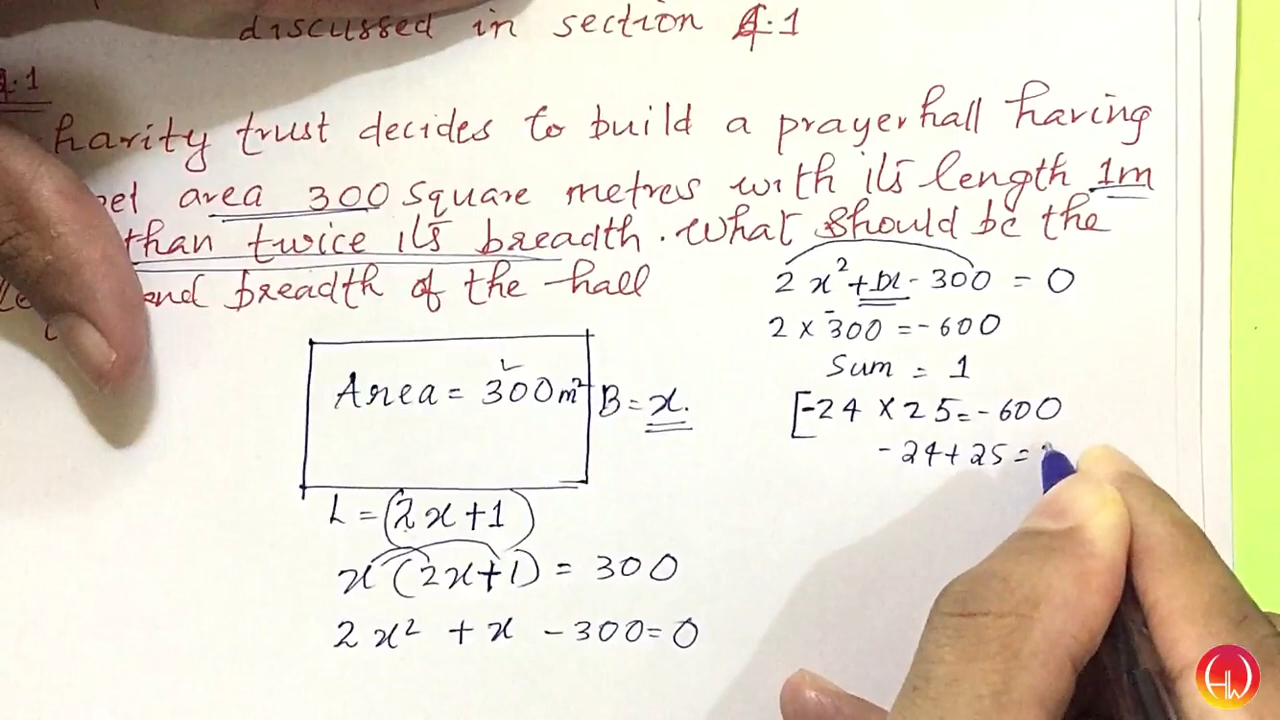 discussed in section 4.1
4.1
harity trust decides to build a prayer hall having
pet area 300 square metres with its length 1m
than twice its breadth. What should be the
and breadth of the hall
2x² + 1x - 300 = 0
2 × -300 = -600
Sum = 1
[-24 × 25 = -600
-24 + 25 =
Area = 300m²
B = x.
L = (2x + 1)
x (2x + 1) = 300
2x² + x - 300 = 0
HW